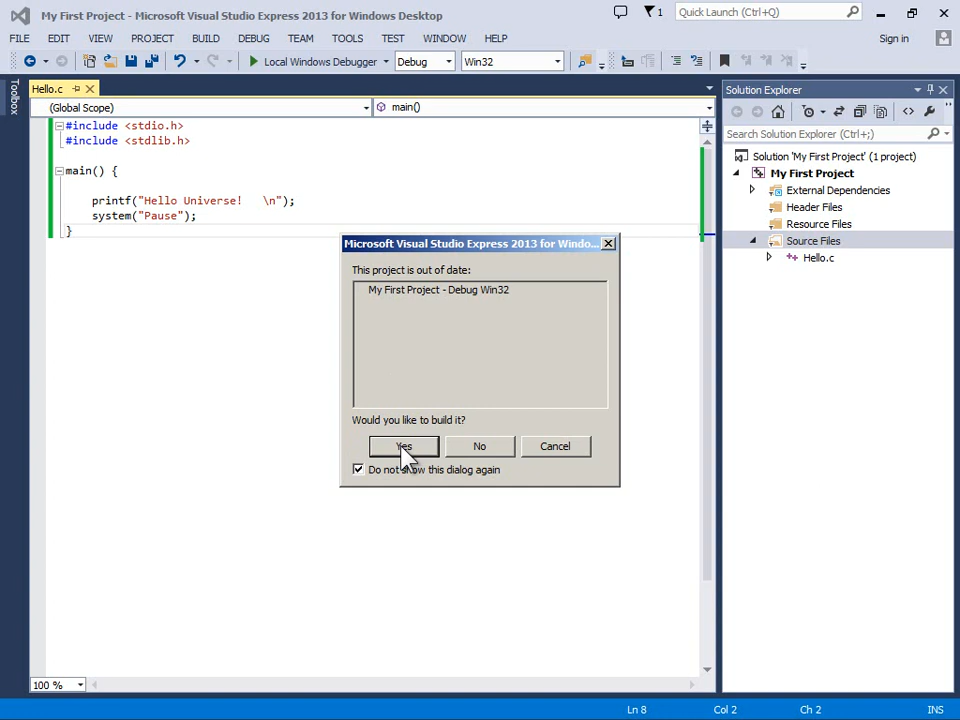 My First Project - Microsoft Visual Studio Express 2013 for Windows Desktop
1
Quick Launch (Ctrl+Q)
FILE EDIT VIEW PROJECT BUILD DEBUG TEAM TOOLS TEST WINDOW HELP
Sign in
Local Windows Debugger Debug Win32
Toolbox
Hello.c
(Global Scope) main()
#include <stdio.h>
#include <stdlib.h>
main() {
printf("Hello Universe!   \n");
system("Pause");
}
Microsoft Visual Studio Express 2013 for Windo...
This project is out of date:
My First Project - Debug Win32
Would you like to build it?
Yes No Cancel
Do not show this dialog again
Solution Explorer
Search Solution Explorer (Ctrl+;)
Solution 'My First Project' (1 project)
My First Project
External Dependencies
Header Files
Resource Files
Source Files
Hello.c
100 %
Ln 8 Col 2 Ch 2 INS